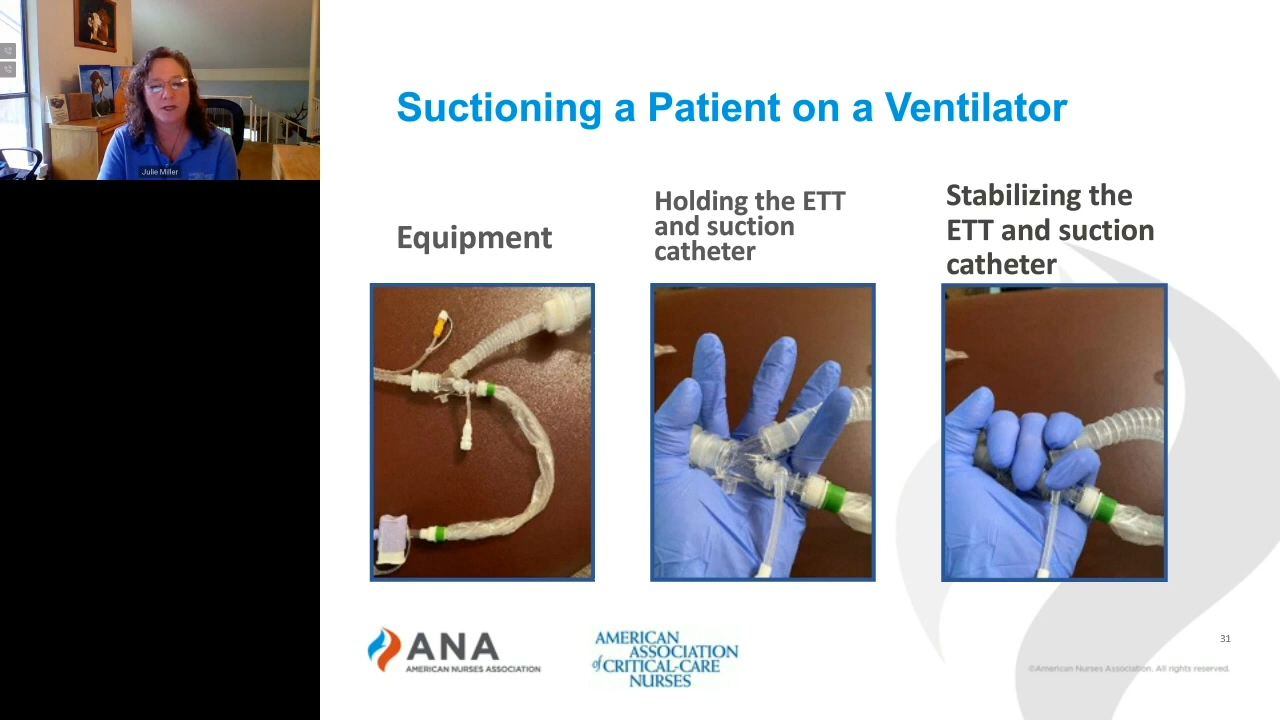 Julie Miller
Suctioning a Patient on a Ventilator
Equipment
Holding the ETT
and suction
catheter
Stabilizing the
ETT and suction
catheter
ANA
AMERICAN NURSES ASSOCIATION
AMERICAN
ASSOCIATION
of CRITICAL-CARE
NURSES
31
©American Nurses Association. All rights reserved.